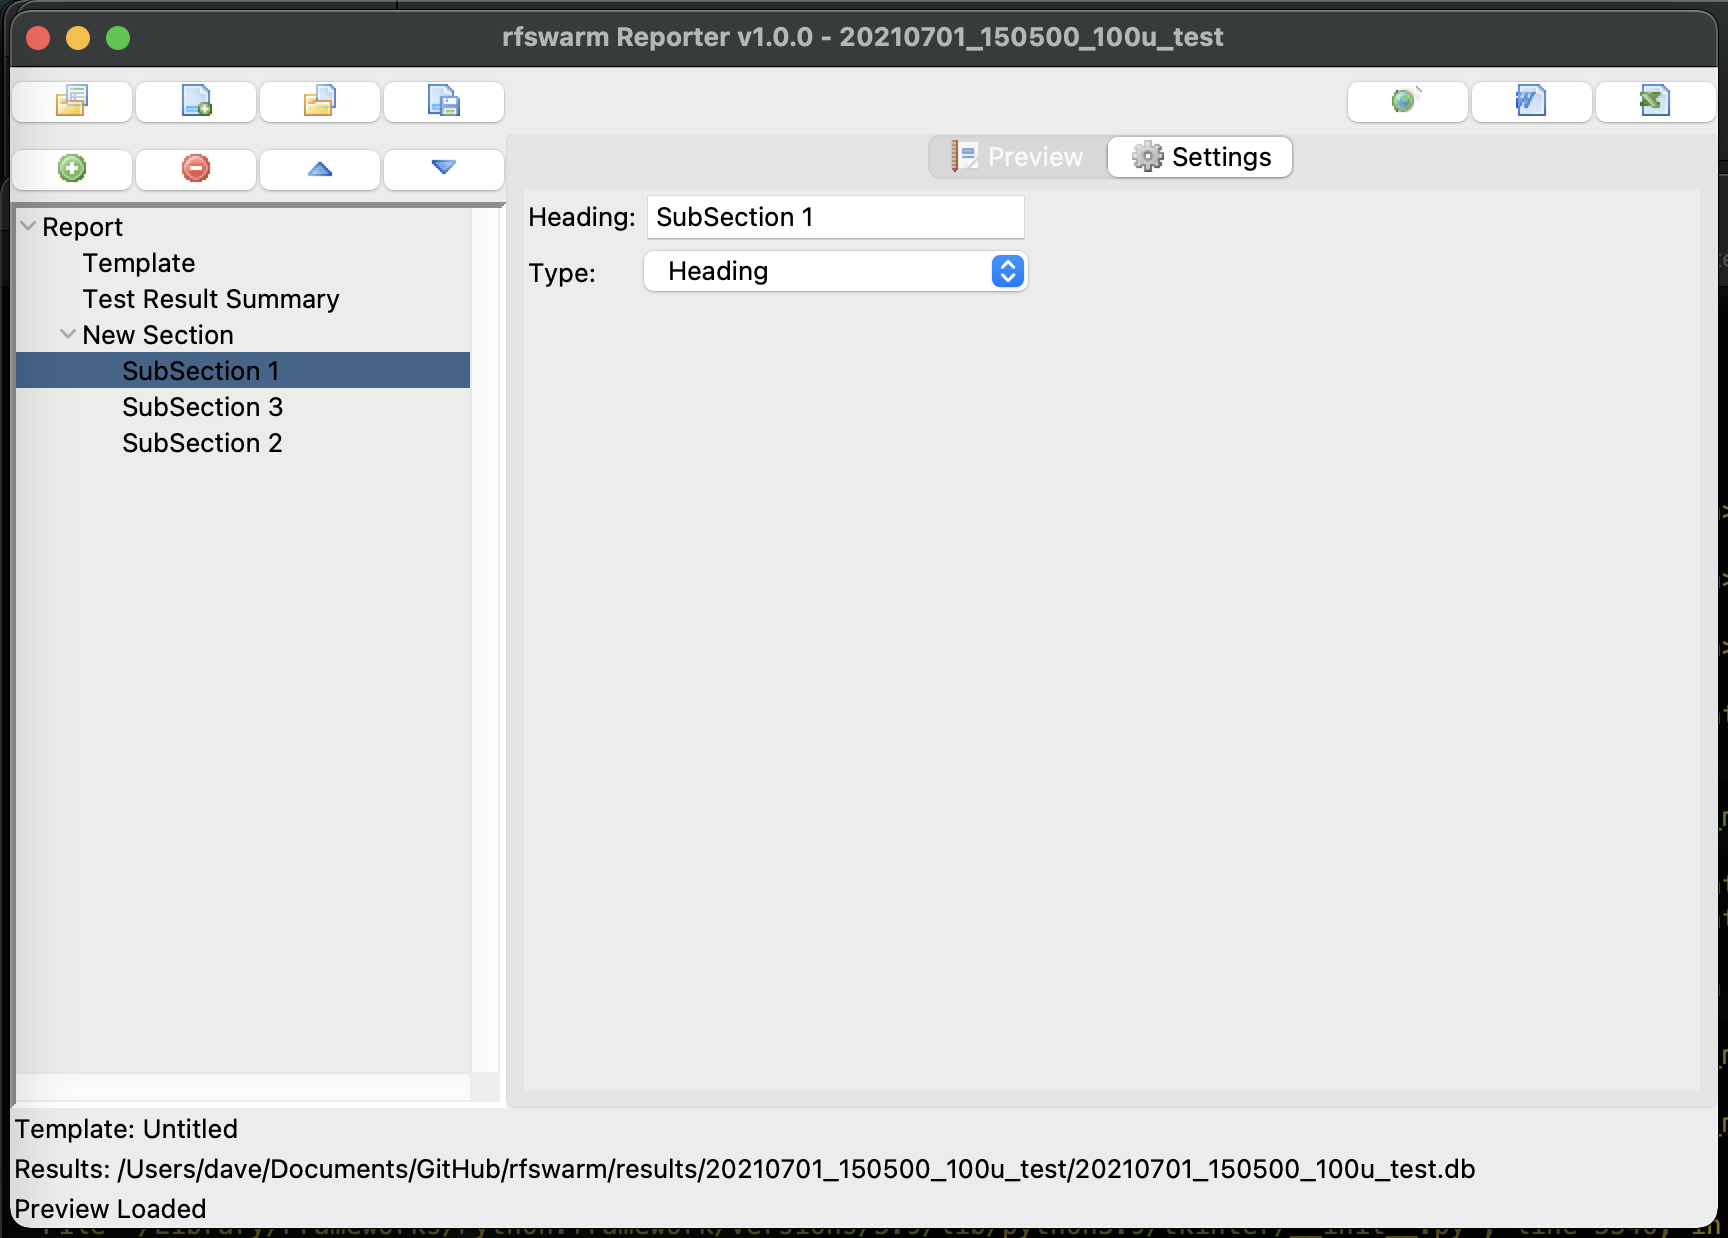 rfswarm Reporter v1.0.0 - 20210701_150500_100u_test
Preview
Settings
Report
Template
Test Result Summary
New Section
SubSection 1
SubSection 3
SubSection 2
Heading: SubSection 1
Type: Heading
Template: Untitled
Results: /Users/dave/Documents/GitHub/rfswarm/results/20210701_150500_100u_test/20210701_150500_100u_test.db
Preview Loaded